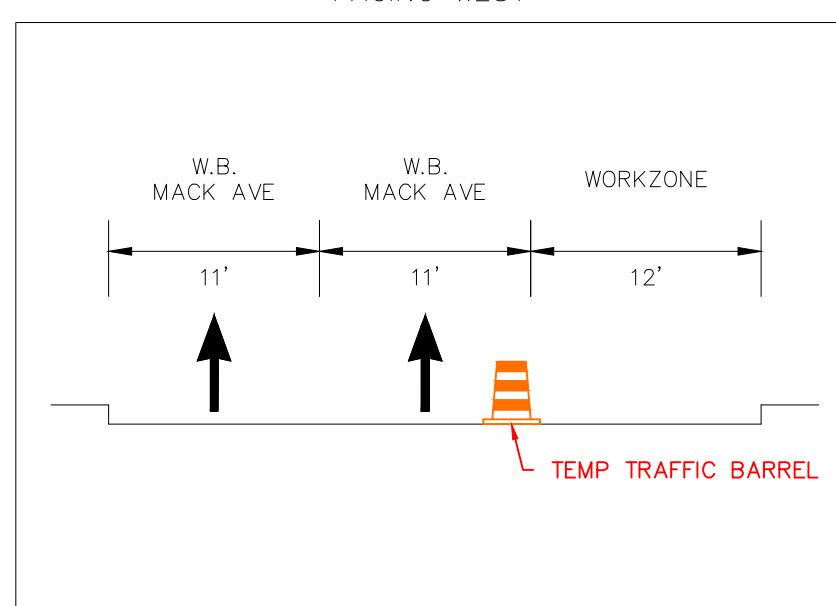 W.B.
MACK AVE
W.B.
MACK AVE
WORKZONE
11'
11'
12'
TEMP TRAFFIC BARREL